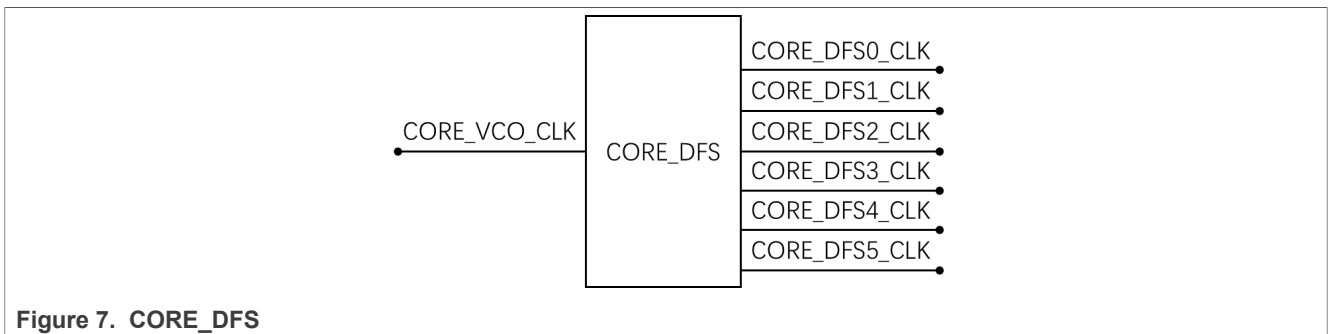 CORE_DFS0_CLK
CORE_DFS1_CLK
CORE_VCO_CLK
CORE_DFS
CORE_DFS2_CLK
CORE_DFS3_CLK
CORE_DFS4_CLK
CORE_DFS5_CLK
Figure 7. CORE_DFS